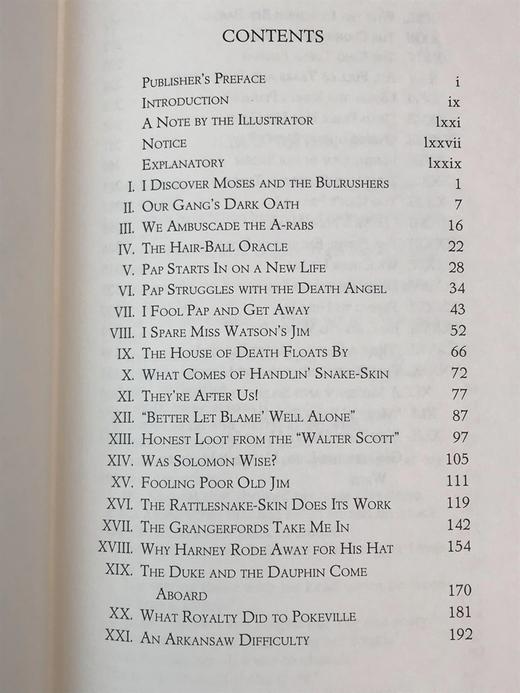 CONTENTS
PUBLISHER'S PREFACE i
INTRODUCTION ix
A NOTE BY THE ILLUSTRATOR lxxi
NOTICE lxxvii
EXPLANATORY lxxix
I. I DISCOVER MOSES AND THE BULRUSHERS 1
II. OUR GANG'S DARK OATH 7
III. WE AMBUSCADE THE A-RABS 16
IV. THE HAIR-BALL ORACLE 22
V. PAP STARTS IN ON A NEW LIFE 28
VI. PAP STRUGGLES WITH THE DEATH ANGEL 34
VII. I FOOL PAP AND GET AWAY 43
VIII. I SPARE MISS WATSON'S JIM 52
IX. THE HOUSE OF DEATH FLOATS BY 66
X. WHAT COMES OF HANDLIN' SNAKE-SKIN 72
XI. THEY'RE AFTER US! 77
XII. "BETTER LET BLAME' WELL ALONE" 87
XIII. HONEST LOOT FROM THE "WALTER SCOTT" 97
XIV. WAS SOLOMON WISE? 105
XV. FOOLING POOR OLD JIM 111
XVI. THE RATTLESNAKE-SKIN DOES ITS WORK 119
XVII. THE GRANGERFORDS TAKE ME IN 142
XVIII. WHY HARNEY RODE AWAY FOR HIS HAT 154
XIX. THE DUKE AND THE DAUPHIN COME
ABOARD 170
XX. WHAT ROYALTY DID TO POKEVILLE 181
XXI. AN ARKANSAW DIFFICULTY 192